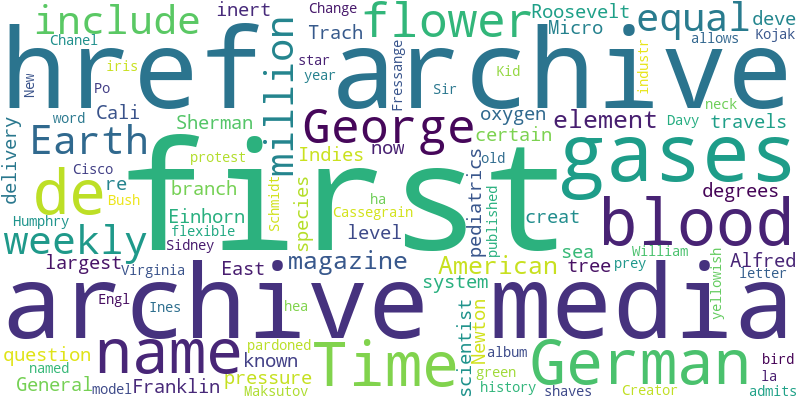 include
flower
Roosevelt
Micro
equal
deve
Kojak
inert
Change
Chanel
Trach
star
year
href
archive
million
Fressange
Kid
Sir
allows
industr
New
iris
Po
word
Cali
Sherman
George
oxygen
element
neck
Davy
travels
certain
delivery
Earth
Cisco
protest
Indies
now
old
gases
de
re
Bush
branch
first
species
Schmidt
ha
Cassegrain
level
pediatrics
published
degrees
blood
Humphry
Einhorn
flexible
Sidney
creat
weekly
largest
Virginia
East
magazine
American
system
sea
tree
William
prey
Alfred
letter
yellowish
archive
media
Engl
Ines
hea
scientist
Newton
name
pardoned
known
Time
album
green
German
bird
la
question
named
General
model
Franklin
pressure
Maksutov
history
shaves
Creator
admits